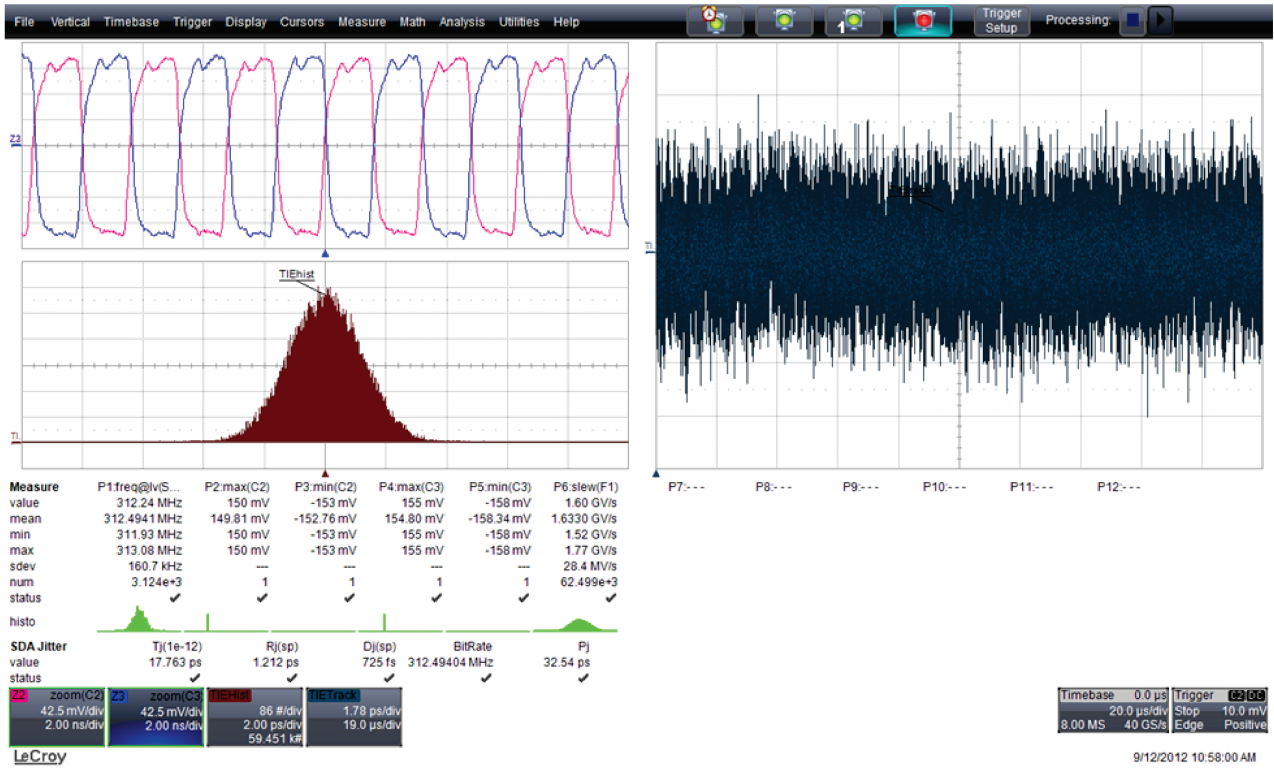 File Vertical Timebase Trigger Display Cursors Measure Math Analysis Utilities Help
1
Trigger Setup
Processing:
Z2
TIEhist
TI
Measure P1:freq@lv(S... P2:max(C2) P3:min(C2) P4:max(C3) P5:min(C3) P6:slew(F1) P7:- - - P8:- - - P9:- - - P10:- - - P11:- - - P12:- - -
value 312.24 MHz 150 mV -153 mV 155 mV -158 mV 1.60 GV/s
mean 312.4941 MHz 149.81 mV -152.76 mV 154.80 mV -158.34 mV 1.6330 GV/s
min 311.93 MHz 150 mV -153 mV 155 mV -158 mV 1.52 GV/s
max 313.08 MHz 150 mV -153 mV 155 mV -158 mV 1.77 GV/s
sdev 160.7 kHz --- --- --- --- 28.4 MV/s
num 3.124e+3 1 1 1 1 62.499e+3
status
histo
SDA Jitter Tj(1e-12) Rj(sp) Dj(sp) BitRate Pj
value 17.763 ps 1.212 ps 725 fs 312.49404 MHz 32.54 ps
status
Z2 zoom(C2) Z3 zoom(C3) TIEHist TIETrack Timebase 0.0 µs Trigger C2 DC
42.5 mV/div 42.5 mV/div 86 #/div 1.78 ps/div 20.0 µs/div Stop 10.0 mV
2.00 ns/div 2.00 ns/div 2.00 ps/div 19.0 µs/div 8.00 MS 40 GS/s Edge Positive
59.451 k#
LeCroy
9/12/2012 10:58:00 AM